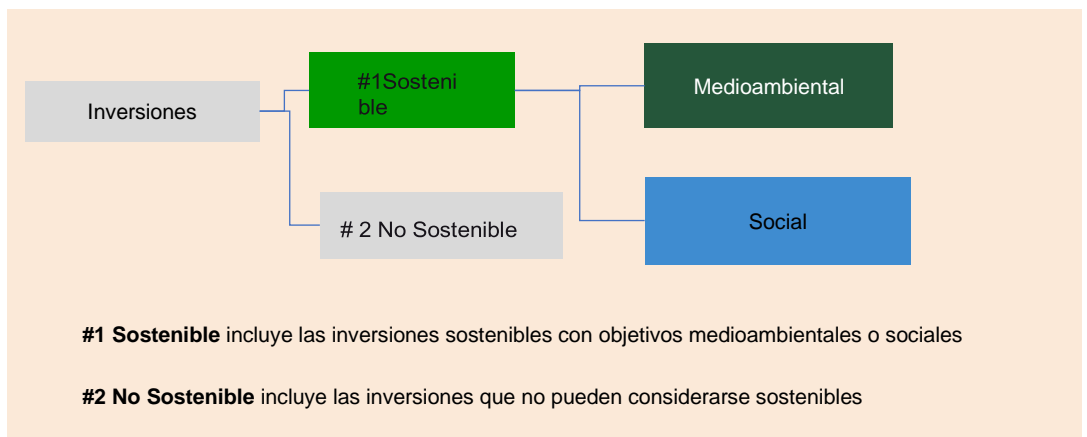 Inversiones
#1Sosteni
ble
Medioambiental
# 2 No Sostenible
Social
#1 Sostenible incluye las inversiones sostenibles con objetivos medioambientales o sociales
#2 No Sostenible incluye las inversiones que no pueden considerarse sostenibles